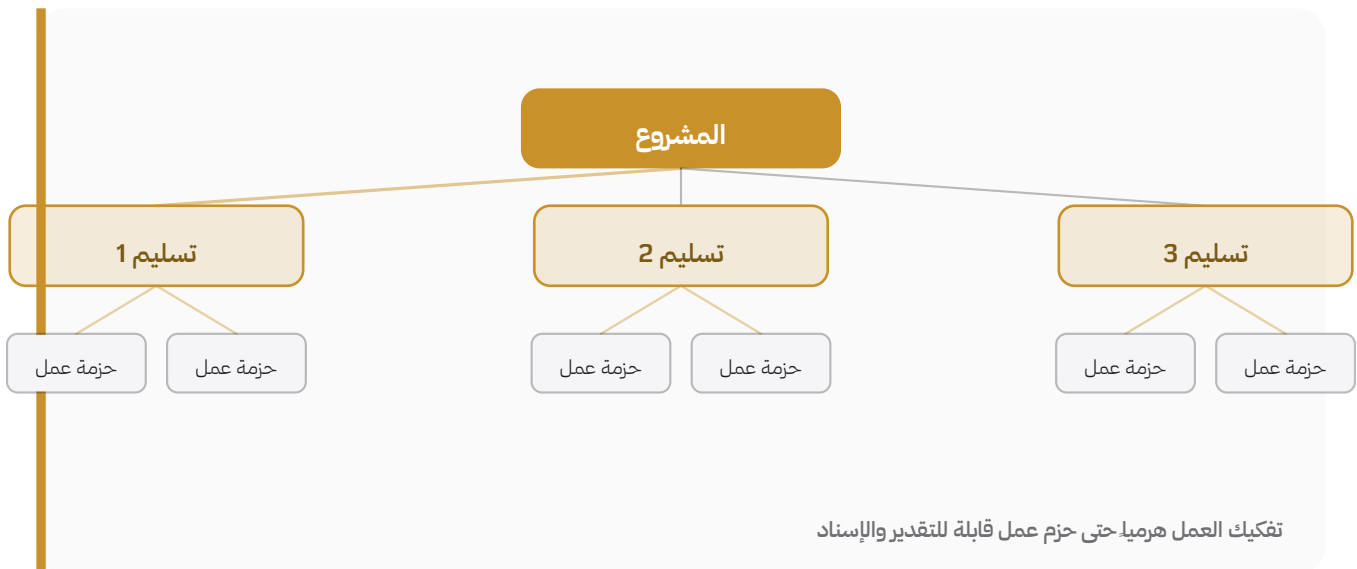 المشروع
تسليم 3
تسليم 2
تسليم 1
حزمة عمل
حزمة عمل
حزمة عمل
حزمة عمل
حزمة عمل
حزمة عمل
تفكيك العمل هرمياً حتى حزم عمل قابلة للتقدير والإسناد